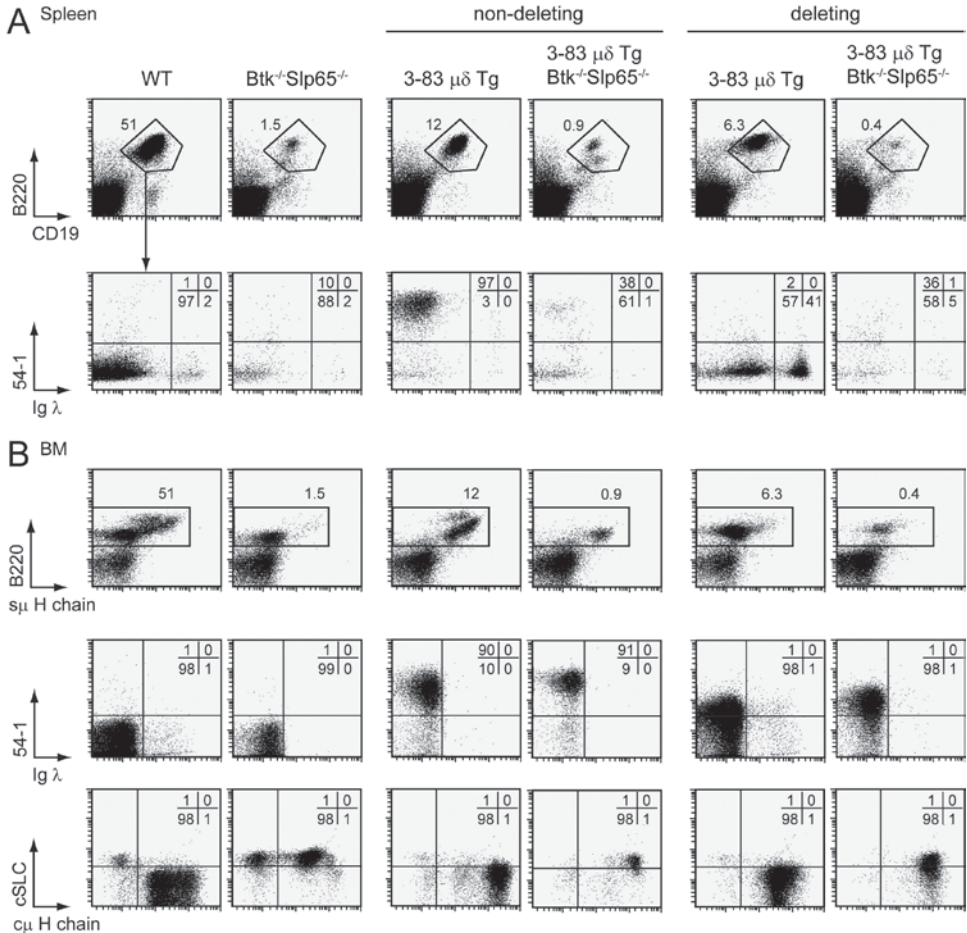 A Spleen
non-deleting deleting
WT Btk-/-Slp65-/- 3-83 μδ Tg 3-83 μδ Tg Btk-/-Slp65-/- 3-83 μδ Tg 3-83 μδ Tg Btk-/-Slp65-/-
51 1.5 12 0.9 6.3 0.4
B220
CD19
1 0 10 0 97 0 38 0 2 0 36 1
97 2 88 2 3 0 61 1 57 41 58 5
54-1
Ig λ
B BM
51 1.5 12 0.9 6.3 0.4
B220
sμ H chain
1 0 1 0 90 0 91 0 1 0 1 0
98 1 99 0 10 0 9 0 98 1 98 1
54-1
Ig λ
1 0 1 0 1 0 1 0 1 0 1 0
98 1 98 1 98 1 98 1 98 1 98 1
cSLC
cμ H chain